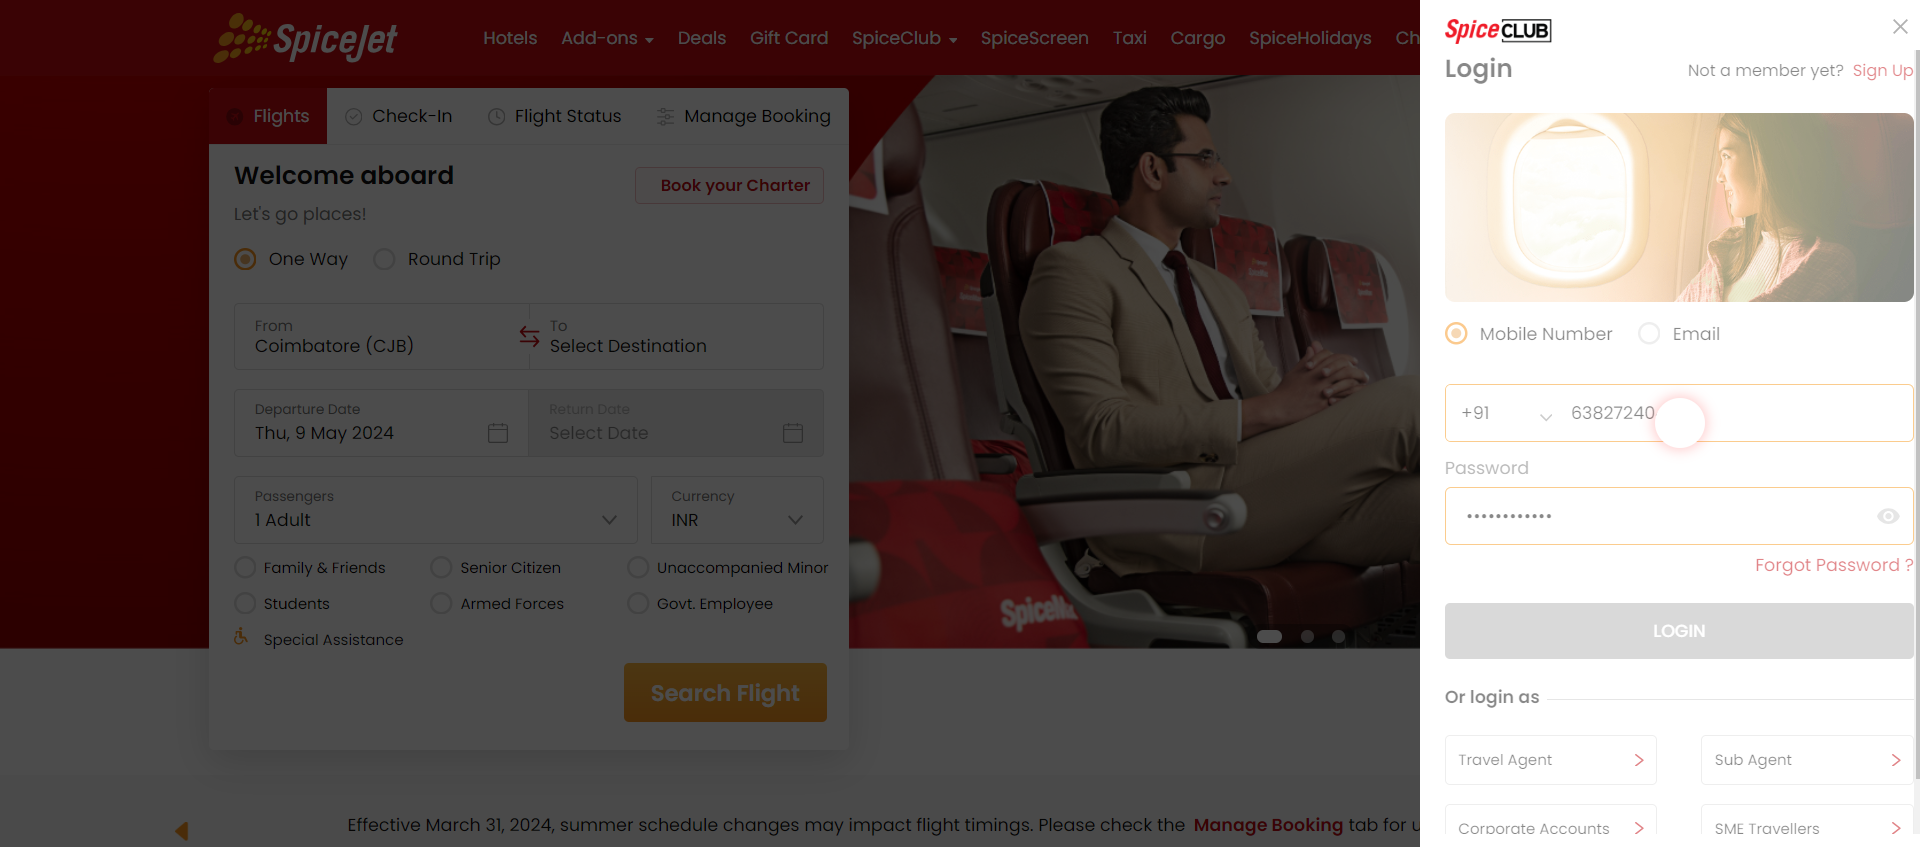 SpiceJet
Hotels Add-ons Deals Gift Card SpiceClub SpiceScreen Taxi Cargo SpiceHolidays Ch
Flights Check-In Flight Status Manage Booking
Welcome aboard
Book your Charter
Let's go places!
One Way Round Trip
From
Coimbatore (CJB)
To
Select Destination
Departure Date
Thu, 9 May 2024
Return Date
Select Date
Passengers
1 Adult
Currency
INR
Family & Friends Senior Citizen Unaccompanied Minor
Students Armed Forces Govt. Employee
Special Assistance
Search Flight
Effective March 31, 2024, summer schedule changes may impact flight timings. Please check the Manage Booking tab for u
SpiceCLUB
Login
Not a member yet? Sign Up
Mobile Number Email
+91 63827240
Password
••••••••••••
Forgot Password ?
LOGIN
Or login as
Travel Agent Sub Agent
Corporate Accounts SME Travellers